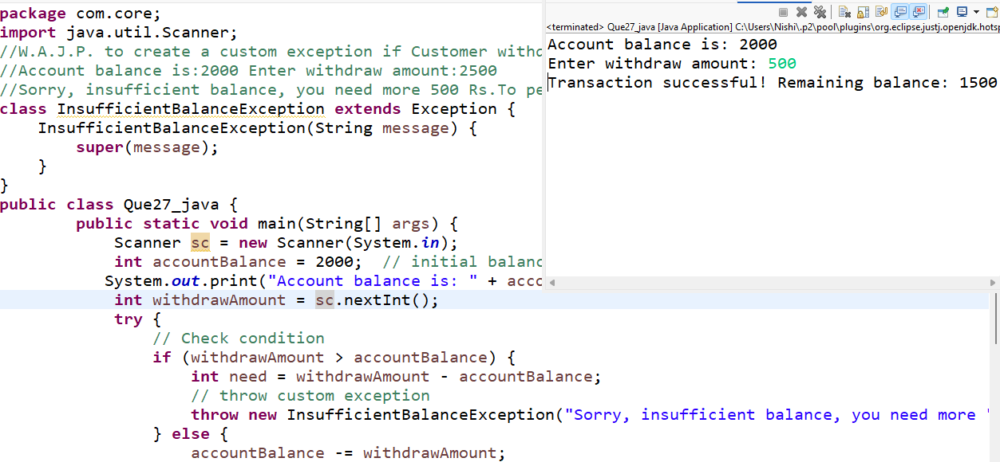 package com.core;
import java.util.Scanner;
//W.A.J.P. to create a custom exception if Customer withd
//Account balance is:2000 Enter withdraw amount:2500
//Sorry, insufficient balance, you need more 500 Rs.To pe
class InsufficientBalanceException extends Exception {
    InsufficientBalanceException(String message) {
        super(message);
    }
}
public class Que27_java {
        public static void main(String[] args) {
            Scanner sc = new Scanner(System.in);
            int accountBalance = 2000;  // initial balanc
           System.out.print("Account balance is: " + acco
            int withdrawAmount = sc.nextInt();
            try {
                // Check condition
                if (withdrawAmount > accountBalance) {
                    int need = withdrawAmount - accountBalance;
                    // throw custom exception
                    throw new InsufficientBalanceException("Sorry, insufficient balance, you need more "
                } else {
                    accountBalance -= withdrawAmount;
<terminated> Que27_java [Java Application] C:\Users\Nishi\.p2\pool\plugins\org.eclipse.justj.openjdk.hotsp
Account balance is: 2000
Enter withdraw amount: 500
Transaction successful! Remaining balance: 1500